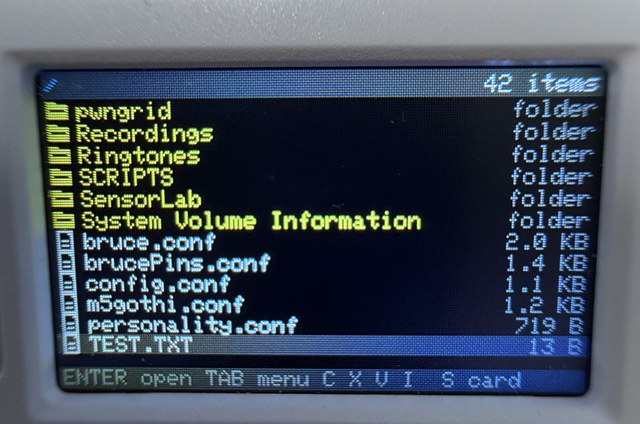 / 42 items
pwngrid folder
Recordings folder
Ringtones folder
SCRIPTS folder
SensorLab folder
System Volume Information folder
bruce.conf 2.0 KB
brucePins.conf 1.4 KB
config.conf 1.1 KB
m5gothi.conf 1.2 KB
personality.conf 719 B
TEST.TXT 13 B
ENTER open TAB menu C X V I S card